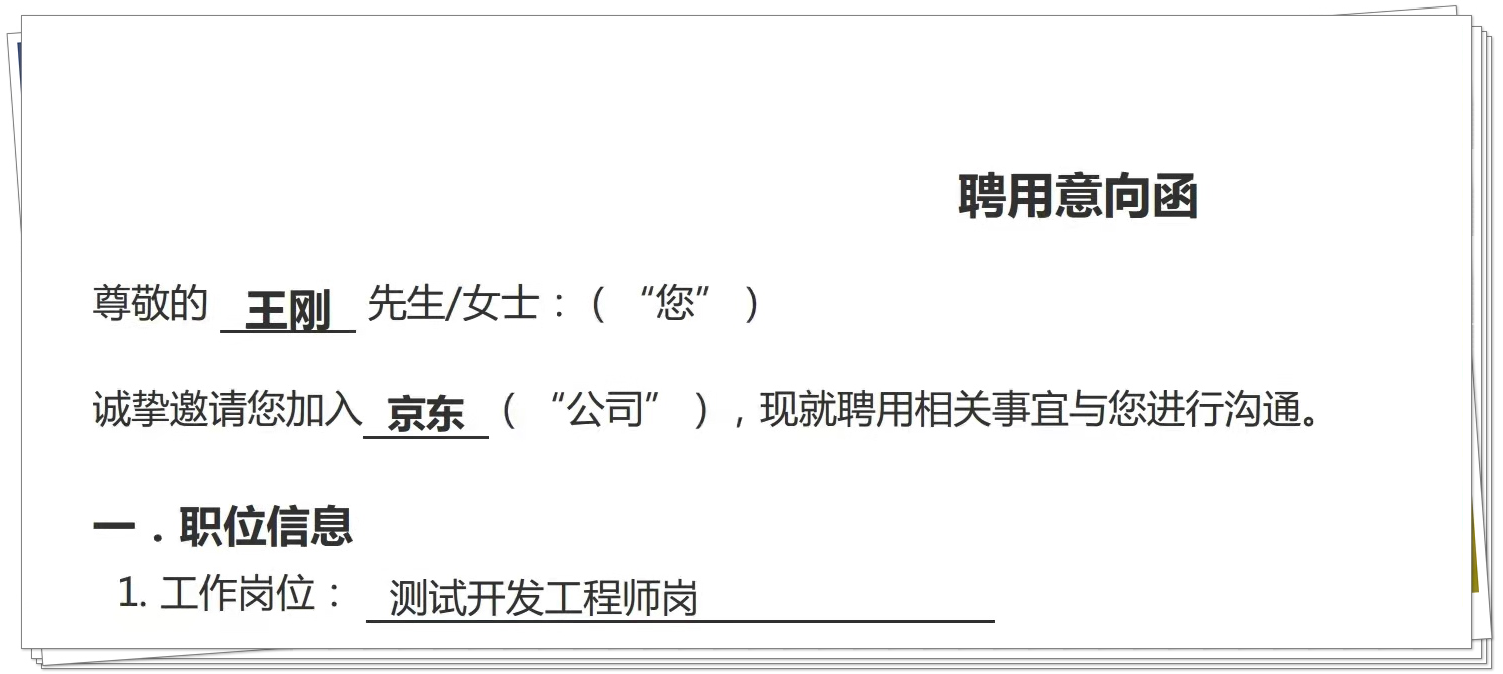 聘用意向函
尊敬的 王刚 先生/女士：（“您”）
诚挚邀请您加入 京东 （“公司”），现就聘用相关事宜与您进行沟通。
一．职位信息
1. 工作岗位： 测试开发工程师岗